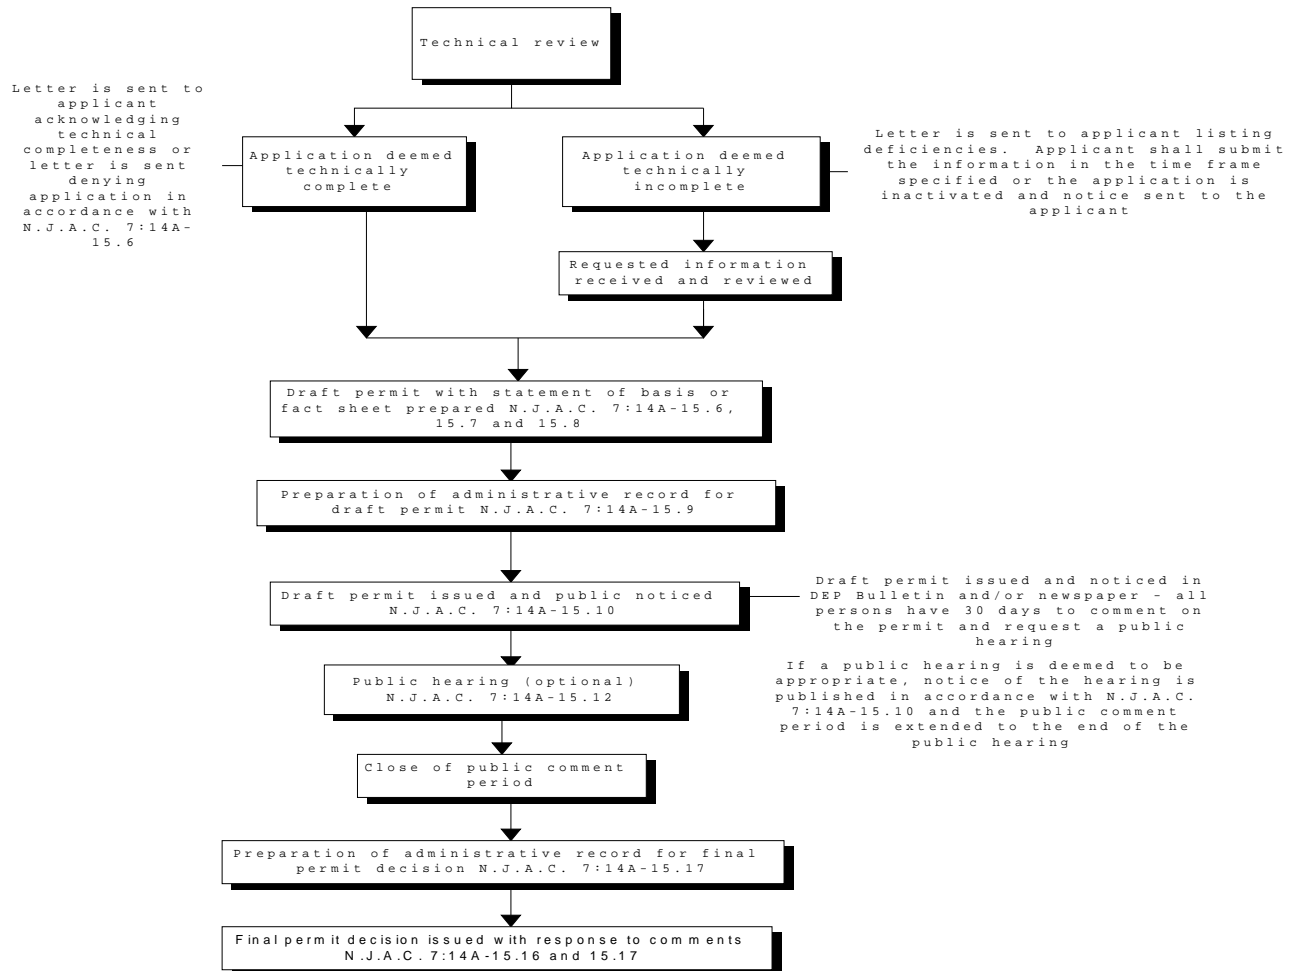 Technical review
Letter is sent to
applicant
acknowledging
technical
completeness or
letter is sent
denying
application in
accordance with
N.J.A.C. 7:14A-
15.6
Application deemed
technically
complete
Application deemed
technically
incomplete
Letter is sent to applicant listing
deficiencies.  Applicant shall submit
the information in the time frame
specified or the application is
inactivated and notice sent to the
applicant
Requested information
received and reviewed
Draft permit with statement of basis or
fact sheet prepared N.J.A.C. 7:14A-15.6,
15.7 and 15.8
Preparation of administrative record for
draft permit N.J.A.C. 7:14A-15.9
Draft permit issued and public noticed
N.J.A.C. 7:14A-15.10
Draft permit issued and noticed in
DEP Bulletin and/or newspaper - all
persons have 30 days to comment on
the permit and request a public
hearing
If a public hearing is deemed to be
appropriate, notice of the hearing is
published in accordance with N.J.A.C.
7:14A-15.10 and the public comment
period is extended to the end of the
public hearing
Public hearing (optional)
N.J.A.C. 7:14A-15.12
Close of public comment
period
Preparation of administrative record for final
permit decision N.J.A.C. 7:14A-15.17
Final permit decision issued with response to comments
N.J.A.C. 7:14A-15.16 and 15.17